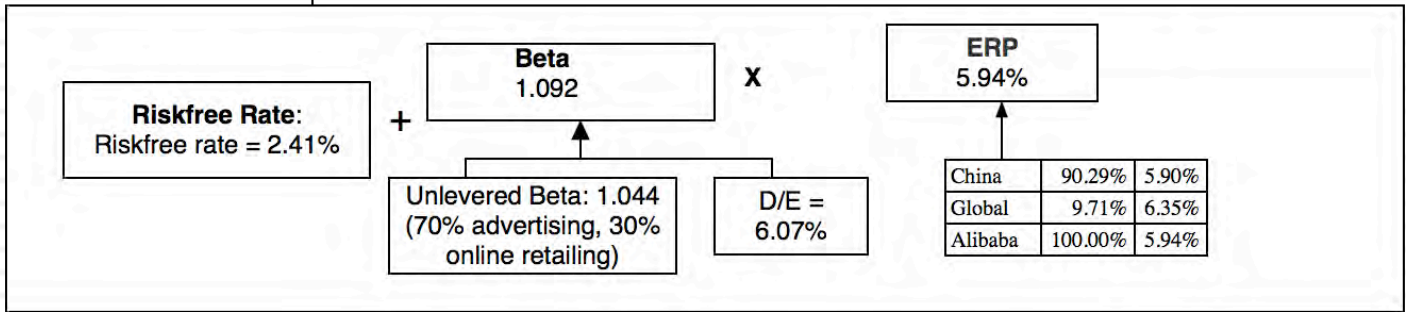 Riskfree Rate:
Riskfree rate = 2.41%
+
Beta
1.092
X
ERP
5.94%
Unlevered Beta: 1.044
(70% advertising, 30%
online retailing)
D/E =
6.07%
China 90.29% 5.90%
Global 9.71% 6.35%
Alibaba 100.00% 5.94%